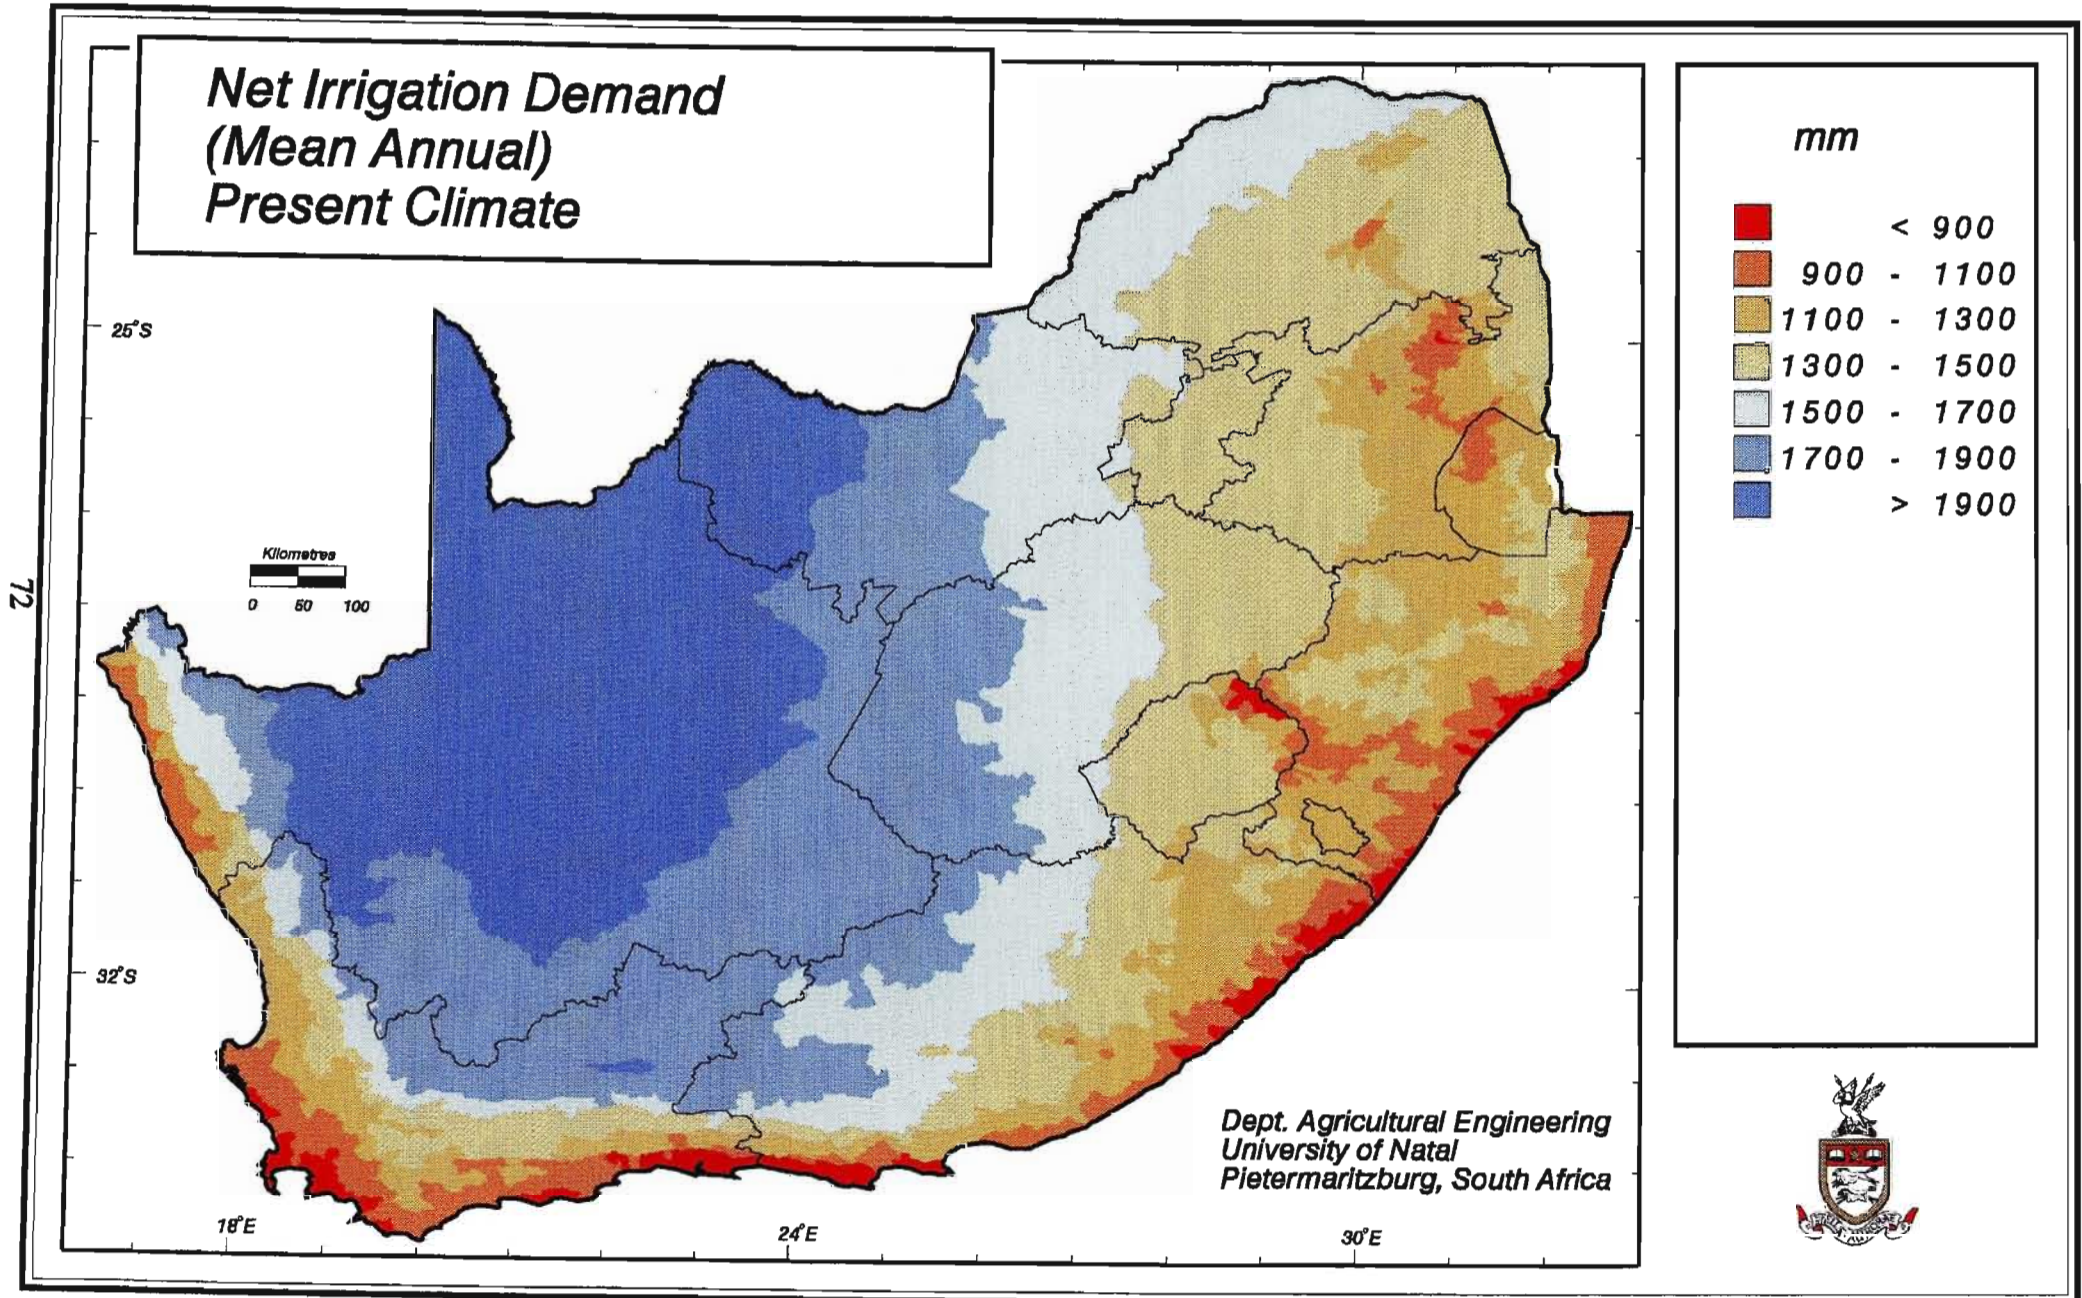 Net Irrigation Demand
(Mean Annual)
Present Climate
mm
< 900
900 - 1100
1100 - 1300
1300 - 1500
1500 - 1700
1700 - 1900
> 1900
25°S
Kilometres
0 50 100
72
32°S
18°E
24°E
30°E
Dept. Agricultural Engineering
University of Natal
Pietermaritzburg, South Africa